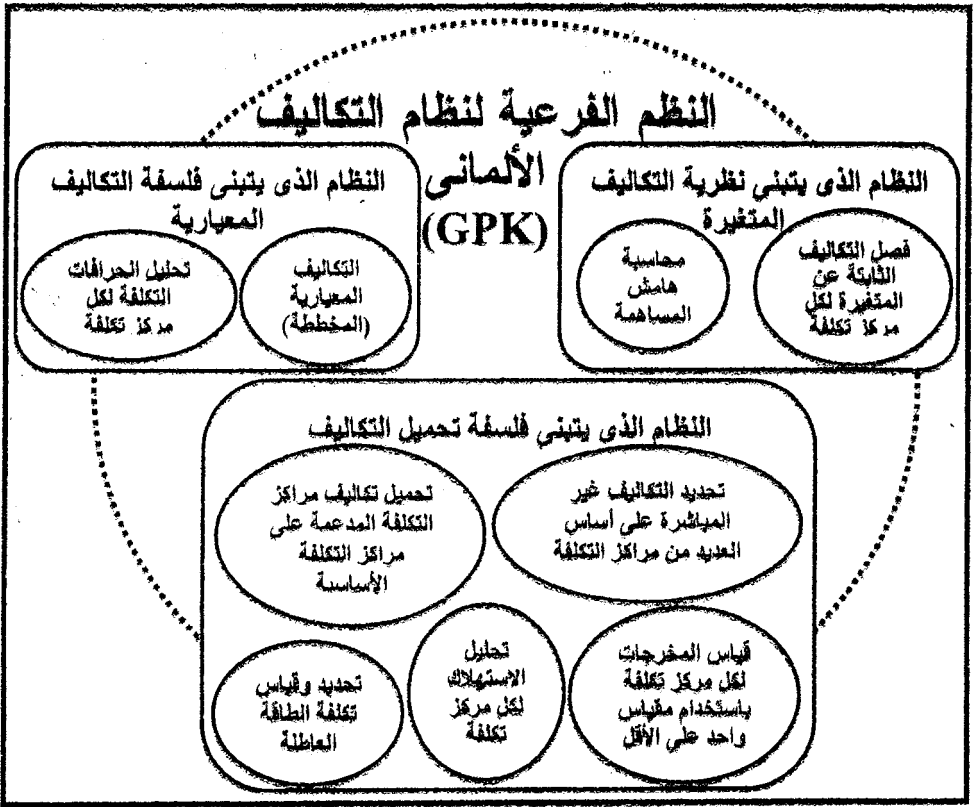 النظم الفرعية لنظام التكاليف
الألمانى
(GPK)
النظام الذى يتبني نظرية التكاليف
المتغيرة
فصل التكاليف
الثابتة عن
المتغيرة لكل
مركز تكلفة
محاسبة
هامش
المساهمة
النظام الذى يتبنى فلسفة التكاليف
المعيارية
التكاليف
المعيارية
(المخططة)
تحليل انحرافات
التكلفة لكل
مركز تكلفة
النظام الذى يتبني فلسفة تحميل التكاليف
تحديد التكاليف غير
المباشرة على أساس
العديد من مراكز التكلفة
تحميل تكاليف مراكز
التكلفة المدعمة على
مراكز التكلفة
الأساسية
قياس المخرجات
لكل مركز تكلفة
باستخدام مقياس
واحد على الأقل
تحليل
الاستهلاك
لكل مركز
تكلفة
تحديد وقياس
تكلفة الطاقة
العاطلة